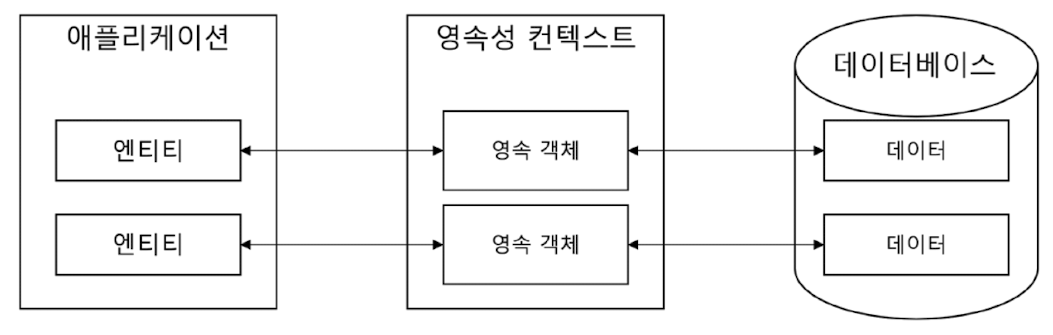 애플리케이션
영속성 컨텍스트
데이터베이스
엔티티
영속 객체
데이터
엔티티
영속 객체
데이터